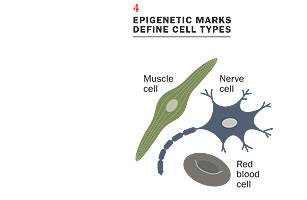 4
EPIGENETIC MARKS
DEFINE CELL TYPES
Muscle
cell
Nerve
cell
Red
blood
cell